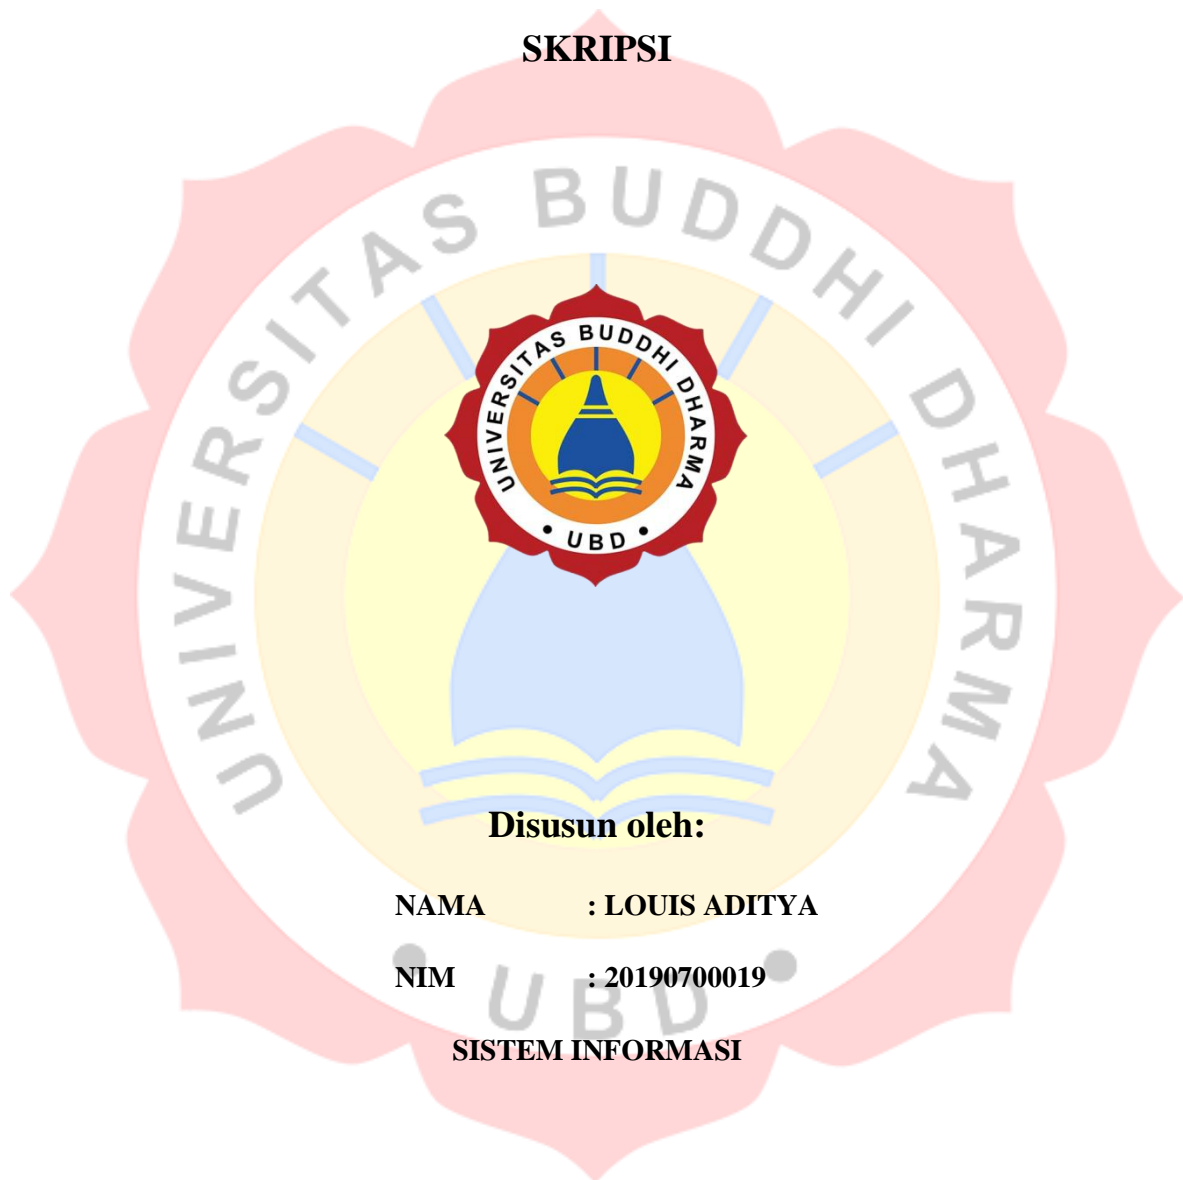 SKRIPSI
UNIVERSITAS BUDDHI DHARMA
• UBD •
UNIVERSITAS BUDDHI DHARMA
• UBD •
Disusun oleh:
NAMA : LOUIS ADITYA
NIM : 20190700019
SISTEM INFORMASI